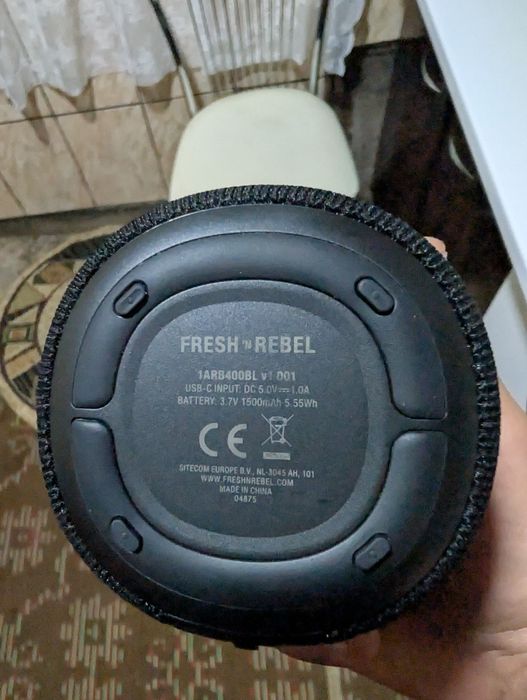 FRESH 'N REBEL
1ARB400BL v1 001
USB-C INPUT: DC 5.0V⎓1.0A
BATTERY: 3.7V 1500mAh 5.55Wh
CE
SITECOM EUROPE B.V., NL-3045 AH, 101
WWW.FRESHNREBEL.COM
MADE IN CHINA
04875